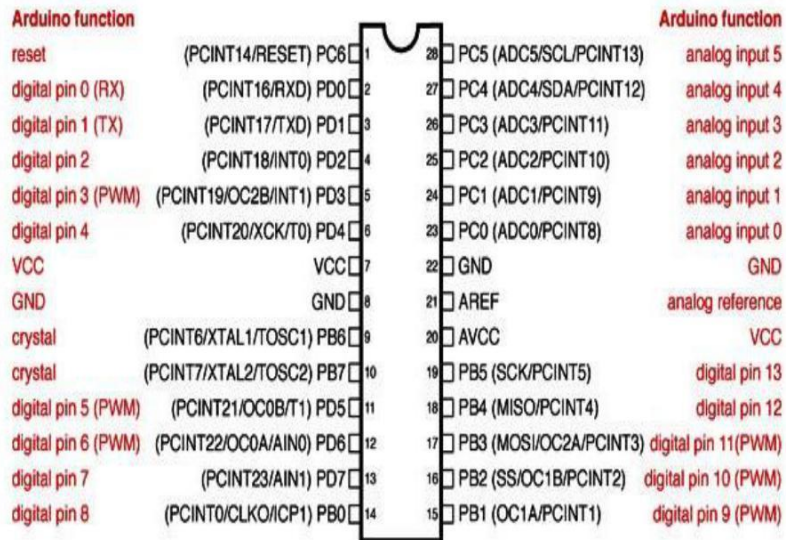 Arduino function Arduino function
reset (PCINT14/RESET) PC6 1 28 PC5 (ADC5/SCL/PCINT13) analog input 5
digital pin 0 (RX) (PCINT16/RXD) PD0 2 27 PC4 (ADC4/SDA/PCINT12) analog input 4
digital pin 1 (TX) (PCINT17/TXD) PD1 3 26 PC3 (ADC3/PCINT11) analog input 3
digital pin 2 (PCINT18/INT0) PD2 4 25 PC2 (ADC2/PCINT10) analog input 2
digital pin 3 (PWM) (PCINT19/OC2B/INT1) PD3 5 24 PC1 (ADC1/PCINT9) analog input 1
digital pin 4 (PCINT20/XCK/T0) PD4 6 23 PC0 (ADC0/PCINT8) analog input 0
VCC VCC 7 22 GND GND
GND GND 8 21 AREF analog reference
crystal (PCINT6/XTAL1/TOSC1) PB6 9 20 AVCC VCC
crystal (PCINT7/XTAL2/TOSC2) PB7 10 19 PB5 (SCK/PCINT5) digital pin 13
digital pin 5 (PWM) (PCINT21/OC0B/T1) PD5 11 18 PB4 (MISO/PCINT4) digital pin 12
digital pin 6 (PWM) (PCINT22/OC0A/AIN0) PD6 12 17 PB3 (MOSI/OC2A/PCINT3) digital pin 11(PWM)
digital pin 7 (PCINT23/AIN1) PD7 13 16 PB2 (SS/OC1B/PCINT2) digital pin 10 (PWM)
digital pin 8 (PCINT0/CLKO/ICP1) PB0 14 15 PB1 (OC1A/PCINT1) digital pin 9 (PWM)